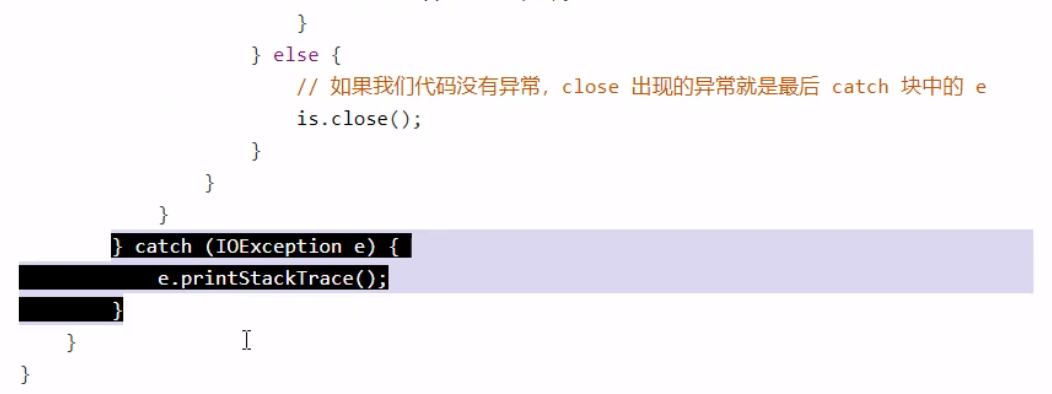 }
} else {
// 如果我们代码没有异常，close 出现的异常就是最后 catch 块中的 e
is.close();
}
}
}
} catch (IOException e) {
e.printStackTrace();
}
}
}